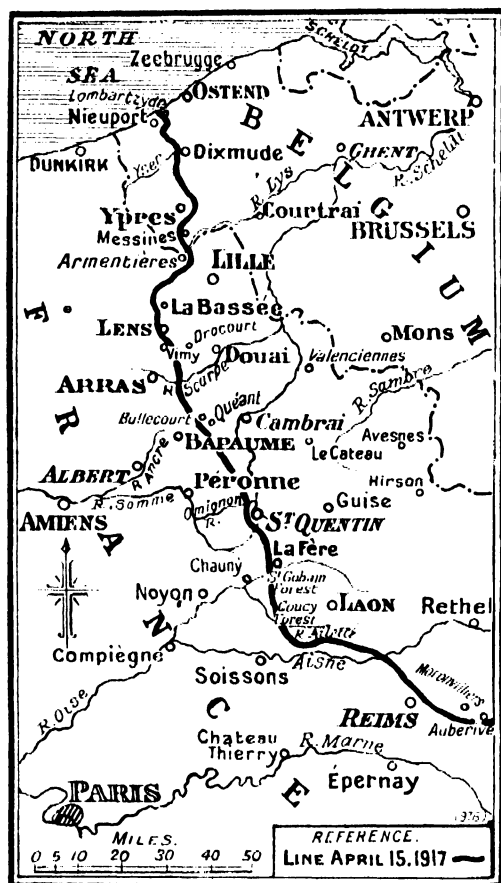 NORTH
SEA
SCHELDT
Zeebrugge
Lombartzyde
OSTEND
Nieuport
ANTWERP
DUNKIRK
Dixmude
GHENT
R. Scheldt
Yser
R. Lys
BELGIUM
Ypres
Courtrai
Messines
BRUSSELS
Armentières
LILLE
La Bassée
LENS
Drocourt
Mons
Vimy
Douai
Valenciennes
ARRAS
R. Scarpe
R. Sambre
Bullecourt
Quéant
Cambrai
BAPAUME
Avesnes
Le Cateau
ALBERT
R. Ancre
Péronne
Hirson
R. Somme
Omignon
R.
Guise
AMIENS
ST QUENTIN
La Fère
Chauny
St Gobain
Forest
Noyon
Coucy
Forest
LAON
Rethel
R. Ailette
Compiègne
Soissons
Aisne
Moronvilliers
R. Oise
REIMS
Auberive
FRANCE
Chateau
Thierry
R. Marne
Épernay
PARIS
MILES.
0 5 10 20 30 40 50
REFERENCE.
LINE APRIL 15, 1917